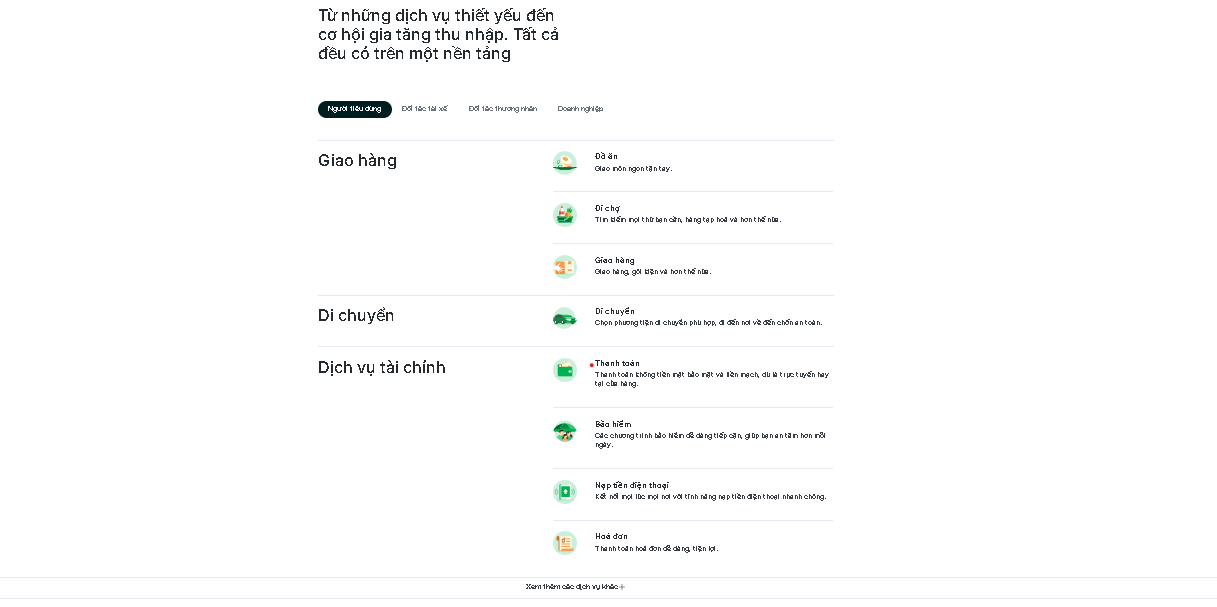 Từ những dịch vụ thiết yếu đến
cơ hội gia tăng thu nhập. Tất cả
đều có trên một nền tảng
Người tiêu dùng
Đối tác tài xế
Đối tác thương nhân
Doanh nghiệp
Giao hàng
Đồ ăn
Giao món ngon tận tay.
Đi chợ
Tìm kiếm mọi thứ bạn cần, hàng tạp hoá và hơn thế nữa.
Giao hàng
Giao hàng, gói kiện và hơn thế nữa.
Di chuyển
Di chuyển
Chọn phương tiện di chuyển phù hợp, đi đến nơi về đến chốn an toàn.
Dịch vụ tài chính
Thanh toán
Thanh toán không tiền mặt bảo mật và liền mạch, dù là trực tuyến hay
tại cửa hàng.
Bảo hiểm
Các chương trình bảo hiểm dễ dàng tiếp cận, giúp bạn an tâm hơn mỗi
ngày.
Nạp tiền điện thoại
Kết nối mọi lúc mọi nơi với tính năng nạp tiền điện thoại nhanh chóng.
Hoá đơn
Thanh toán hoá đơn dễ dàng, tiện lợi.
Xem thêm các dịch vụ khác+